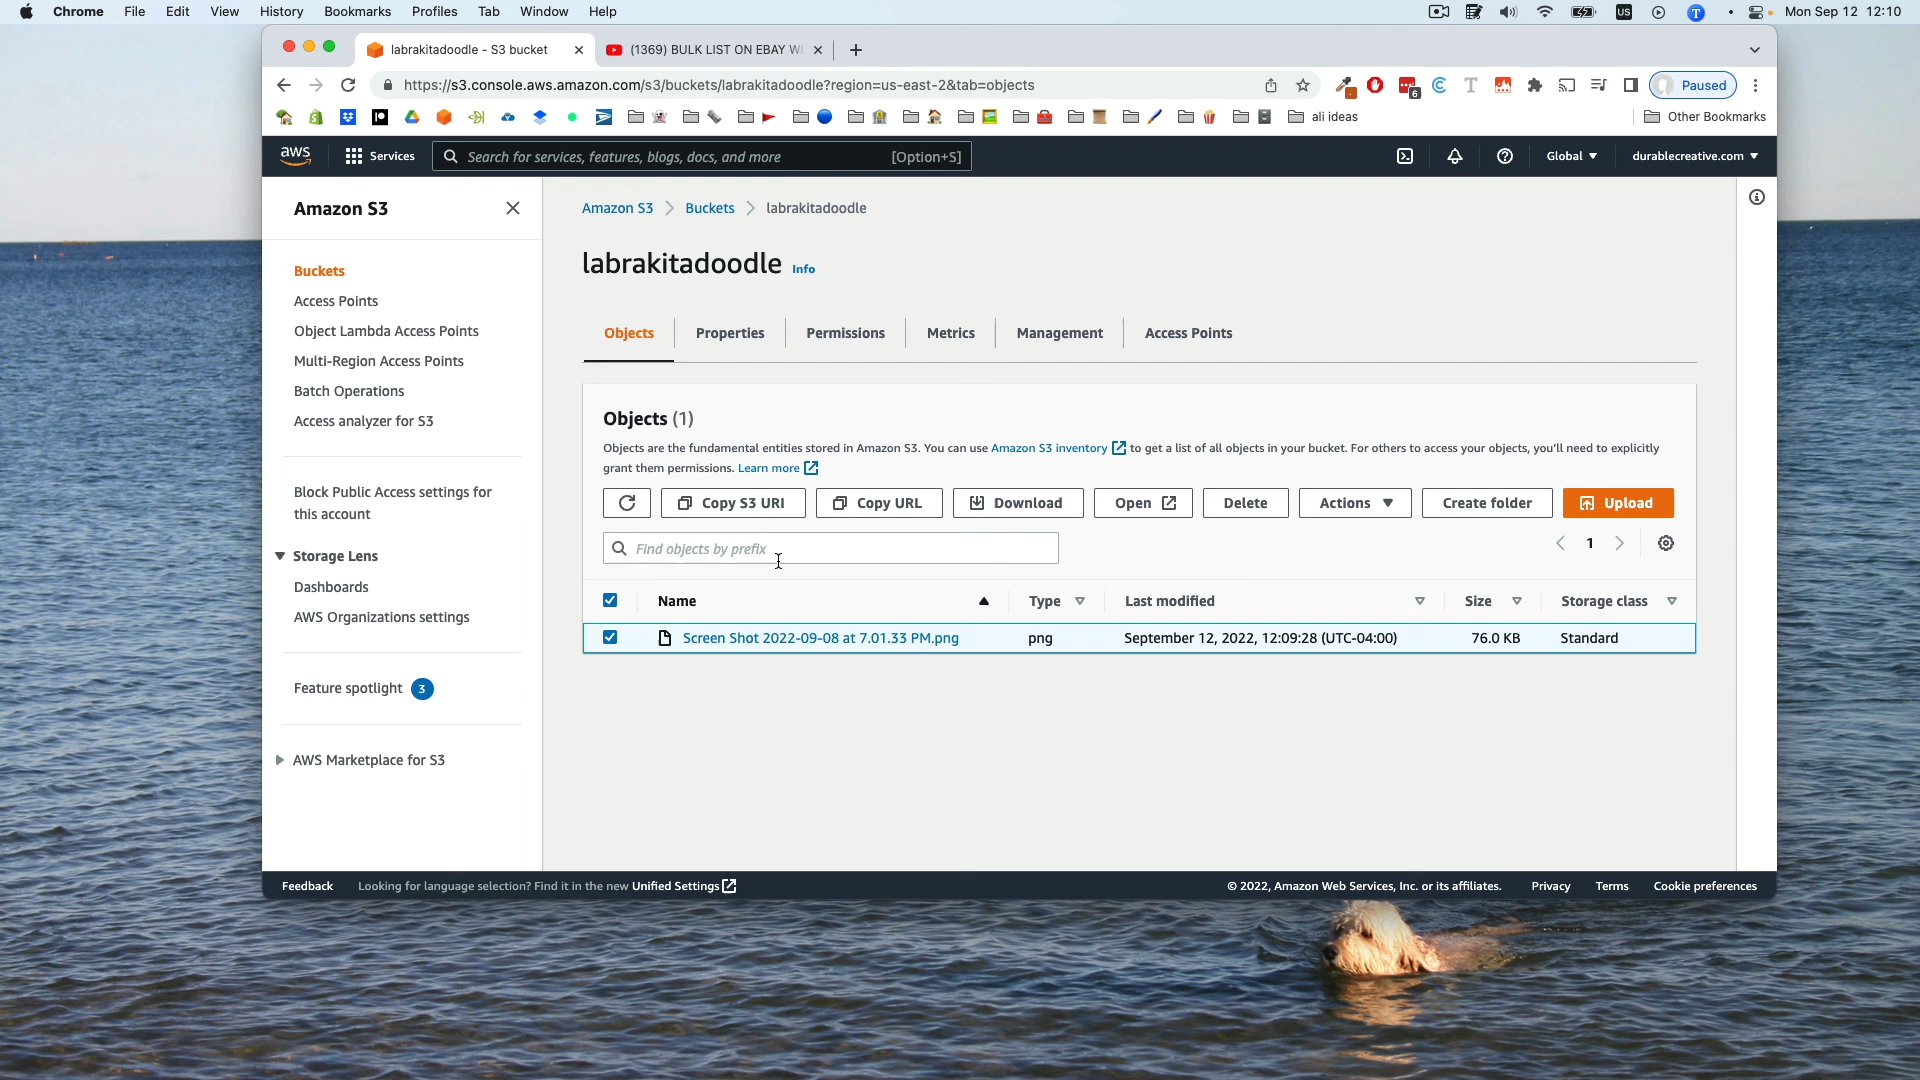 Chrome File Edit View History Bookmarks Profiles Tab Window Help US T Mon Sep 12 12:10
labrakitadoodle - S3 bucket (1369) BULK LIST ON EBAY WI
https://s3.console.aws.amazon.com/s3/buckets/labrakitadoodle?region=us-east-2&tab=objects 6 T Paused
ali ideas Other Bookmarks
aws Services Search for services, features, blogs, docs, and more [Option+S] Global durablecreative.com
Amazon S3
Buckets
Access Points
Object Lambda Access Points
Multi-Region Access Points
Batch Operations
Access analyzer for S3
Block Public Access settings for
this account
Storage Lens
Dashboards
AWS Organizations settings
Feature spotlight 3
AWS Marketplace for S3
Amazon S3 > Buckets > labrakitadoodle
labrakitadoodle Info
Objects Properties Permissions Metrics Management Access Points
Objects (1)
Objects are the fundamental entities stored in Amazon S3. You can use Amazon S3 inventory to get a list of all objects in your bucket. For others to access your objects, you'll need to explicitly
grant them permissions. Learn more
Copy S3 URI Copy URL Download Open Delete Actions Create folder Upload
Find objects by prefix 1
Name Type Last modified Size Storage class
Screen Shot 2022-09-08 at 7.01.33 PM.png png September 12, 2022, 12:09:28 (UTC-04:00) 76.0 KB Standard
Feedback Looking for language selection? Find it in the new Unified Settings © 2022, Amazon Web Services, Inc. or its affiliates. Privacy Terms Cookie preferences